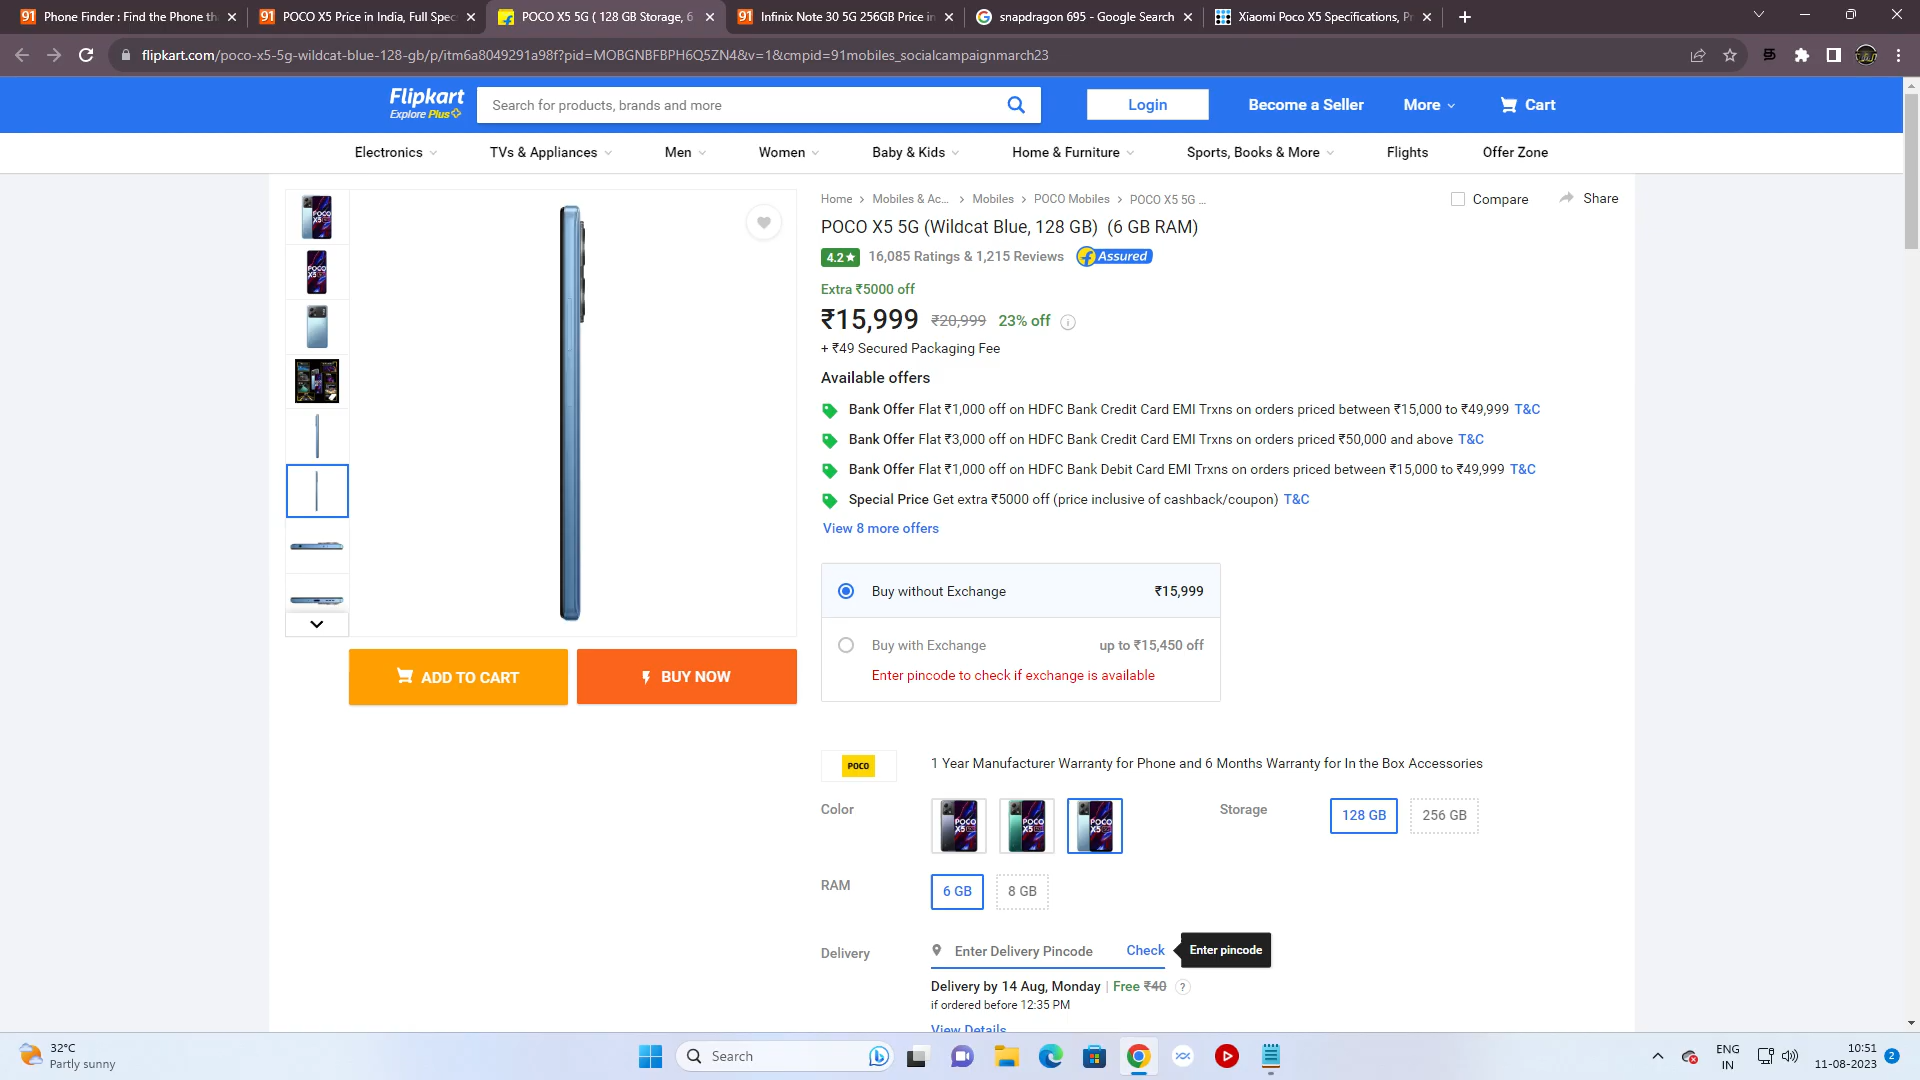 Phone Finder : Find the Phone th
POCO X5 Price in India, Full Spec
POCO X5 5G ( 128 GB Storage, 6
Infinix Note 30 5G 256GB Price in
snapdragon 695 - Google Search
Xiaomi Poco X5 Specifications, Pr
flipkart.com/poco-x5-5g-wildcat-blue-128-gb/p/itm6a8049291a98f?pid=MOBGNBFBPH6Q5ZN4&v=1&cmpid=91mobiles_socialcampaignmarch23
Flipkart
Explore Plus
Search for products, brands and more
Login
Become a Seller
More
Cart
Electronics
TVs & Appliances
Men
Women
Baby & Kids
Home & Furniture
Sports, Books & More
Flights
Offer Zone
Home > Mobiles & Ac... > Mobiles > POCO Mobiles > POCO X5 5G ...
Compare
Share
POCO X5 5G (Wildcat Blue, 128 GB) (6 GB RAM)
4.2★ 16,085 Ratings & 1,215 Reviews Assured
Extra ₹5000 off
₹15,999 ₹20,999 23% off
+ ₹49 Secured Packaging Fee
Available offers
Bank Offer Flat ₹1,000 off on HDFC Bank Credit Card EMI Trxns on orders priced between ₹15,000 to ₹49,999 T&C
Bank Offer Flat ₹3,000 off on HDFC Bank Credit Card EMI Trxns on orders priced ₹50,000 and above T&C
Bank Offer Flat ₹1,000 off on HDFC Bank Debit Card EMI Trxns on orders priced between ₹15,000 to ₹49,999 T&C
Special Price Get extra ₹5000 off (price inclusive of cashback/coupon) T&C
View 8 more offers
Buy without Exchange ₹15,999
Buy with Exchange up to ₹15,450 off
Enter pincode to check if exchange is available
ADD TO CART
BUY NOW
POCO
1 Year Manufacturer Warranty for Phone and 6 Months Warranty for In the Box Accessories
Color
POCO X5
POCO X5
POCO X5
Storage
128 GB
256 GB
RAM
6 GB
8 GB
Delivery
Enter Delivery Pincode
Check
Enter pincode
Delivery by 14 Aug, Monday | Free ₹40 ?
if ordered before 12:35 PM
View Details
32°C
Partly sunny
Search
ENG
IN
10:51
11-08-2023
2